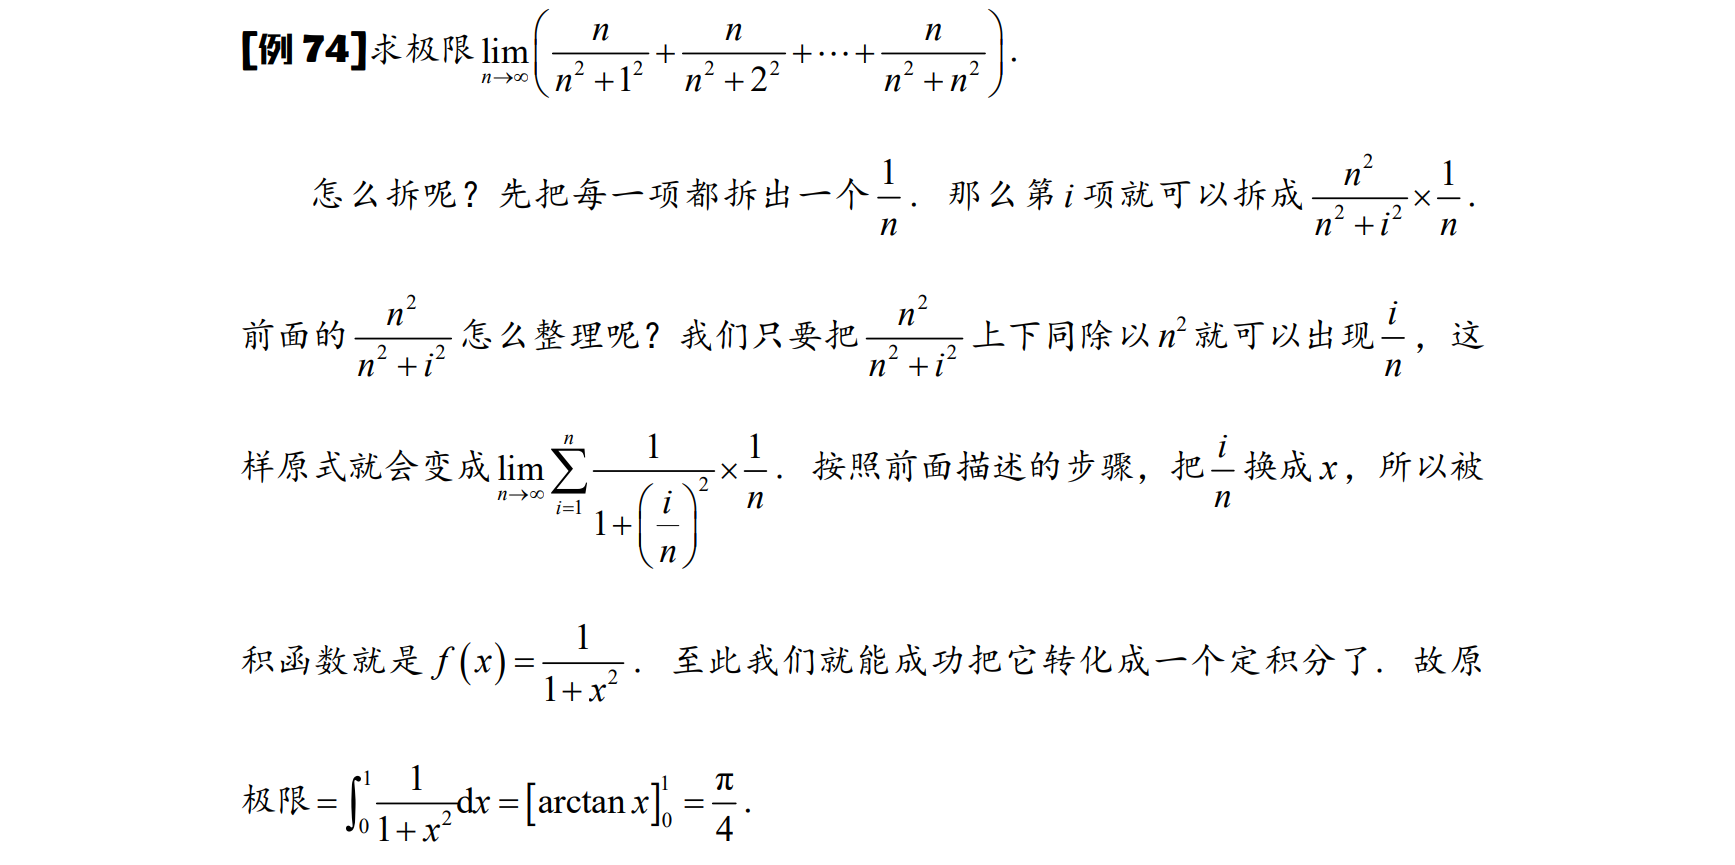 [例 74]求极限 $\lim_{n\to\infty}\left(\frac{n}{n^2+1^2}+\frac{n}{n^2+2^2}+\cdots+\frac{n}{n^2+n^2}\right)$.
怎么拆呢？先把每一项都拆出一个 $\frac{1}{n}$. 那么第 $i$ 项就可以拆成 $\frac{n^2}{n^2+i^2}\times\frac{1}{n}$.
前面的 $\frac{n^2}{n^2+i^2}$ 怎么整理呢？我们只要把 $\frac{n^2}{n^2+i^2}$ 上下同除以 $n^2$ 就可以出现 $\frac{i}{n}$，这
样原式就会变成 $\lim_{n\to\infty}\sum_{i=1}^{n}\frac{1}{1+\left(\frac{i}{n}\right)^2}\times\frac{1}{n}$. 按照前面描述的步骤，把 $\frac{i}{n}$ 换成 $x$，所以被
积函数就是 $f(x)=\frac{1}{1+x^2}$. 至此我们就能成功把它转化成一个定积分了. 故原
极限 $=\int_0^1\frac{1}{1+x^2}\mathrm{d}x=\left[\arctan x\right]_0^1=\frac{\pi}{4}$.